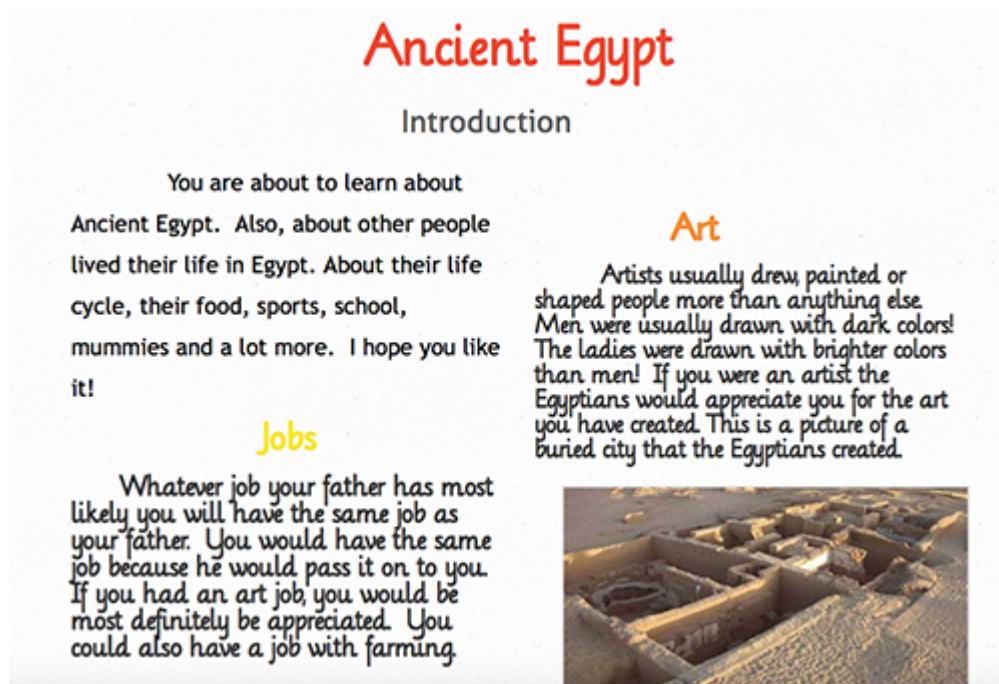 Ancient Egypt
Introduction
You are about to learn about
Ancient Egypt.  Also, about other people
lived their life in Egypt. About their life
cycle, their food, sports, school,
mummies and a lot more.  I hope you like
it!
Jobs
Whatever job your father has most
likely you will have the same job as
your father.  You would have the same
job because he would pass it on to you.
If you had an art job, you would be
most definitely be appreciated.  You
could also have a job with farming.
Art
Artists usually drew, painted or
shaped people more than anything else.
Men were usually drawn with dark colors!
The ladies were drawn with brighter colors
than men!  If you were an artist the
Egyptians would appreciate you for the art
you have created. This is a picture of a
buried city that the Egyptians created.